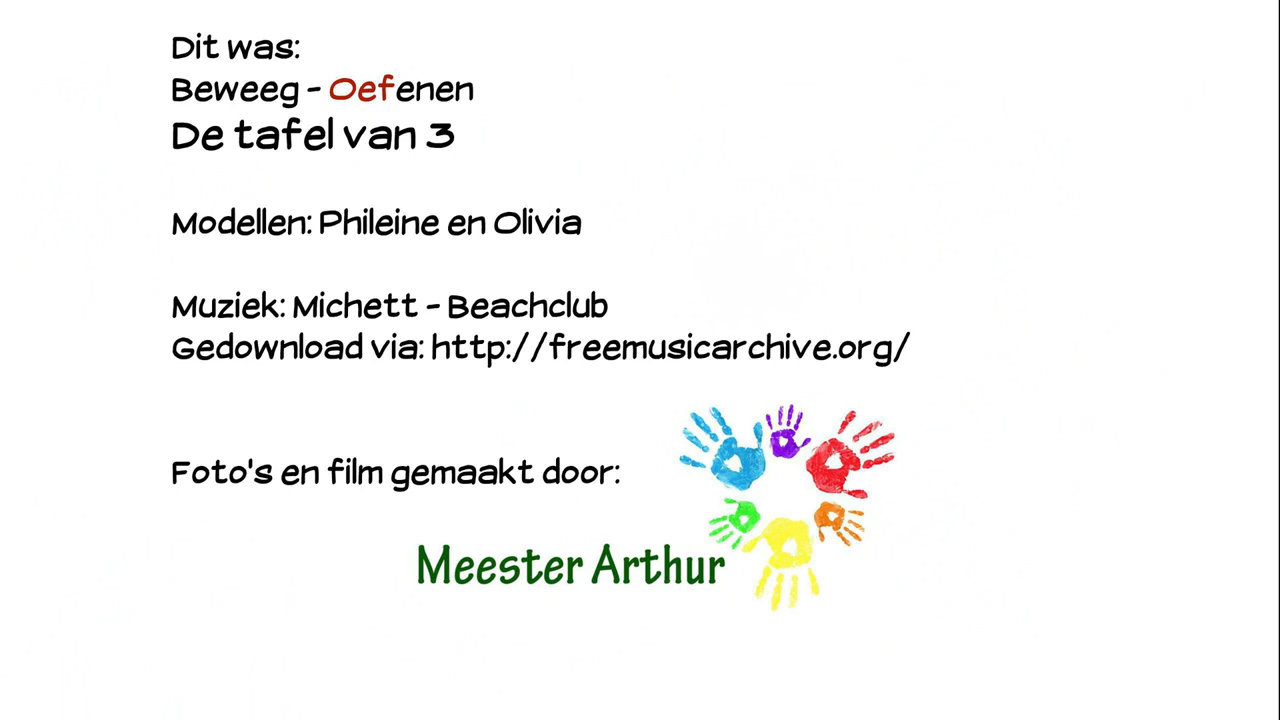 Dit was:
Beweeg - Oefenen
De tafel van 3
Modellen: Phileine en Olivia
Muziek: Michett - Beachclub
Gedownload via: http://freemusicarchive.org/
Foto's en film gemaakt door:
Meester Arthur